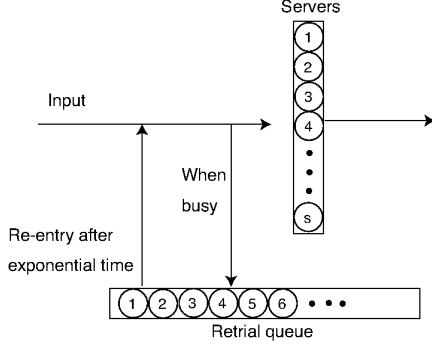 Servers
1
2
3
4
s
Input
When
busy
Re-entry after
exponential time
1 2 3 4 5 6
Retrial queue